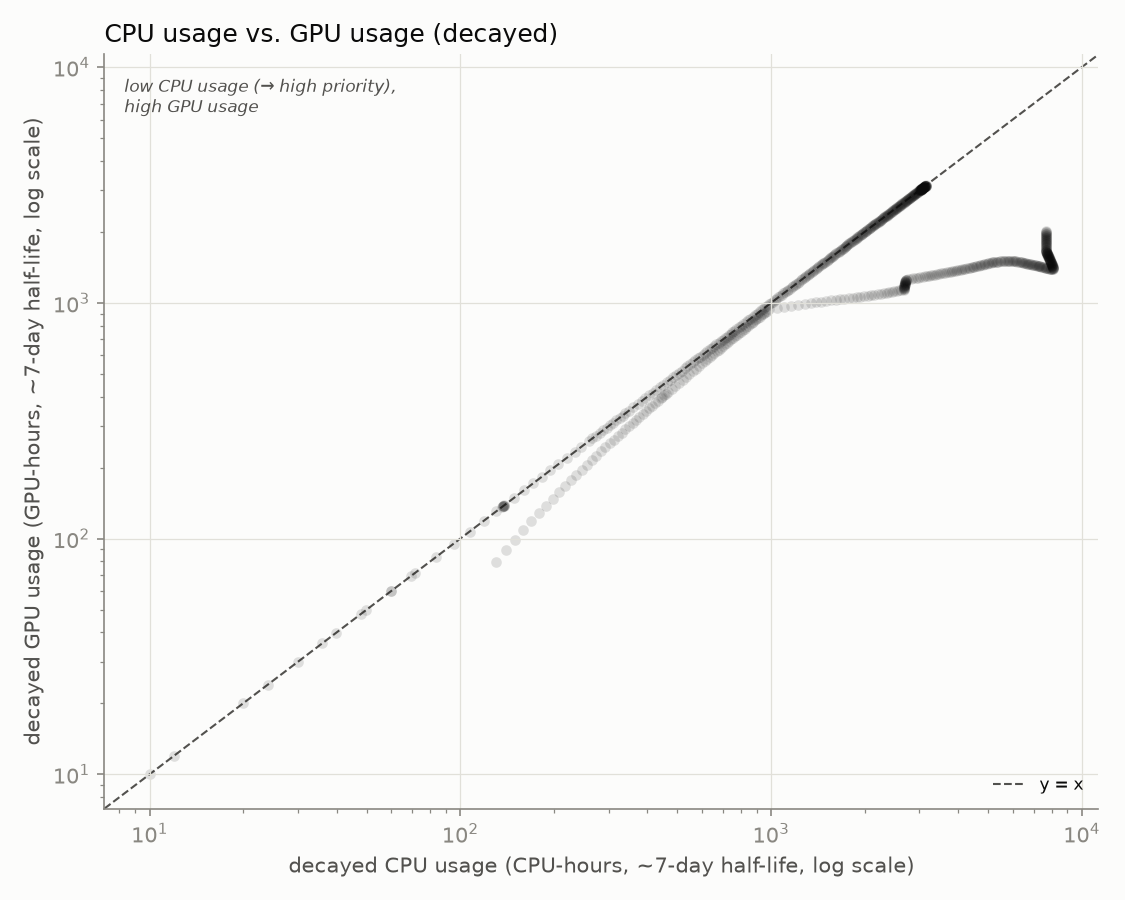 CPU usage vs. GPU usage (decayed)
low CPU usage (→ high priority),
high GPU usage
decayed GPU usage (GPU-hours, ~7-day half-life, log scale)
10⁴
10³
10²
10¹
y = x
10¹ 10² 10³ 10⁴
decayed CPU usage (CPU-hours, ~7-day half-life, log scale)